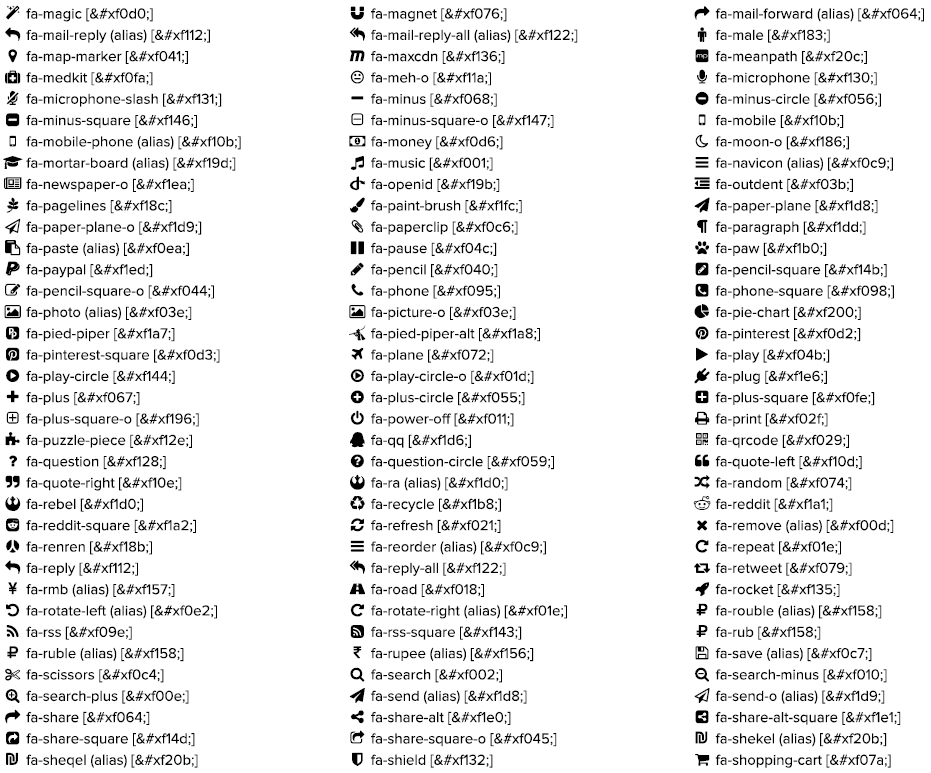 fa-magic [&#xf0d0;] fa-magnet [&#xf076;] fa-mail-forward (alias) [&#xf064;]
fa-mail-reply (alias) [&#xf112;] fa-mail-reply-all (alias) [&#xf122;] fa-male [&#xf183;]
fa-map-marker [&#xf041;] fa-maxcdn [&#xf136;] fa-meanpath [&#xf20c;]
fa-medkit [&#xf0fa;] fa-meh-o [&#xf11a;] fa-microphone [&#xf130;]
fa-microphone-slash [&#xf131;] fa-minus [&#xf068;] fa-minus-circle [&#xf056;]
fa-minus-square [&#xf146;] fa-minus-square-o [&#xf147;] fa-mobile [&#xf10b;]
fa-mobile-phone (alias) [&#xf10b;] fa-money [&#xf0d6;] fa-moon-o [&#xf186;]
fa-mortar-board (alias) [&#xf19d;] fa-music [&#xf001;] fa-navicon (alias) [&#xf0c9;]
fa-newspaper-o [&#xf1ea;] fa-openid [&#xf19b;] fa-outdent [&#xf03b;]
fa-pagelines [&#xf18c;] fa-paint-brush [&#xf1fc;] fa-paper-plane [&#xf1d8;]
fa-paper-plane-o [&#xf1d9;] fa-paperclip [&#xf0c6;] fa-paragraph [&#xf1dd;]
fa-paste (alias) [&#xf0ea;] fa-pause [&#xf04c;] fa-paw [&#xf1b0;]
fa-paypal [&#xf1ed;] fa-pencil [&#xf040;] fa-pencil-square [&#xf14b;]
fa-pencil-square-o [&#xf044;] fa-phone [&#xf095;] fa-phone-square [&#xf098;]
fa-photo (alias) [&#xf03e;] fa-picture-o [&#xf03e;] fa-pie-chart [&#xf200;]
fa-pied-piper [&#xf1a7;] fa-pied-piper-alt [&#xf1a8;] fa-pinterest [&#xf0d2;]
fa-pinterest-square [&#xf0d3;] fa-plane [&#xf072;] fa-play [&#xf04b;]
fa-play-circle [&#xf144;] fa-play-circle-o [&#xf01d;] fa-plug [&#xf1e6;]
fa-plus [&#xf067;] fa-plus-circle [&#xf055;] fa-plus-square [&#xf0fe;]
fa-plus-square-o [&#xf196;] fa-power-off [&#xf011;] fa-print [&#xf02f;]
fa-puzzle-piece [&#xf12e;] fa-qq [&#xf1d6;] fa-qrcode [&#xf029;]
fa-question [&#xf128;] fa-question-circle [&#xf059;] fa-quote-left [&#xf10d;]
fa-quote-right [&#xf10e;] fa-ra (alias) [&#xf1d0;] fa-random [&#xf074;]
fa-rebel [&#xf1d0;] fa-recycle [&#xf1b8;] fa-reddit [&#xf1a1;]
fa-reddit-square [&#xf1a2;] fa-refresh [&#xf021;] fa-remove (alias) [&#xf00d;]
fa-renren [&#xf18b;] fa-reorder (alias) [&#xf0c9;] fa-repeat [&#xf01e;]
fa-reply [&#xf112;] fa-reply-all [&#xf122;] fa-retweet [&#xf079;]
fa-rmb (alias) [&#xf157;] fa-road [&#xf018;] fa-rocket [&#xf135;]
fa-rotate-left (alias) [&#xf0e2;] fa-rotate-right (alias) [&#xf01e;] fa-rouble (alias) [&#xf158;]
fa-rss [&#xf09e;] fa-rss-square [&#xf143;] fa-rub [&#xf158;]
fa-ruble (alias) [&#xf158;] fa-rupee (alias) [&#xf156;] fa-save (alias) [&#xf0c7;]
fa-scissors [&#xf0c4;] fa-search [&#xf002;] fa-search-minus [&#xf010;]
fa-search-plus [&#xf00e;] fa-send (alias) [&#xf1d8;] fa-send-o (alias) [&#xf1d9;]
fa-share [&#xf064;] fa-share-alt [&#xf1e0;] fa-share-alt-square [&#xf1e1;]
fa-share-square [&#xf14d;] fa-share-square-o [&#xf045;] fa-shekel (alias) [&#xf20b;]
fa-sheqel (alias) [&#xf20b;] fa-shield [&#xf132;] fa-shopping-cart [&#xf07a;]